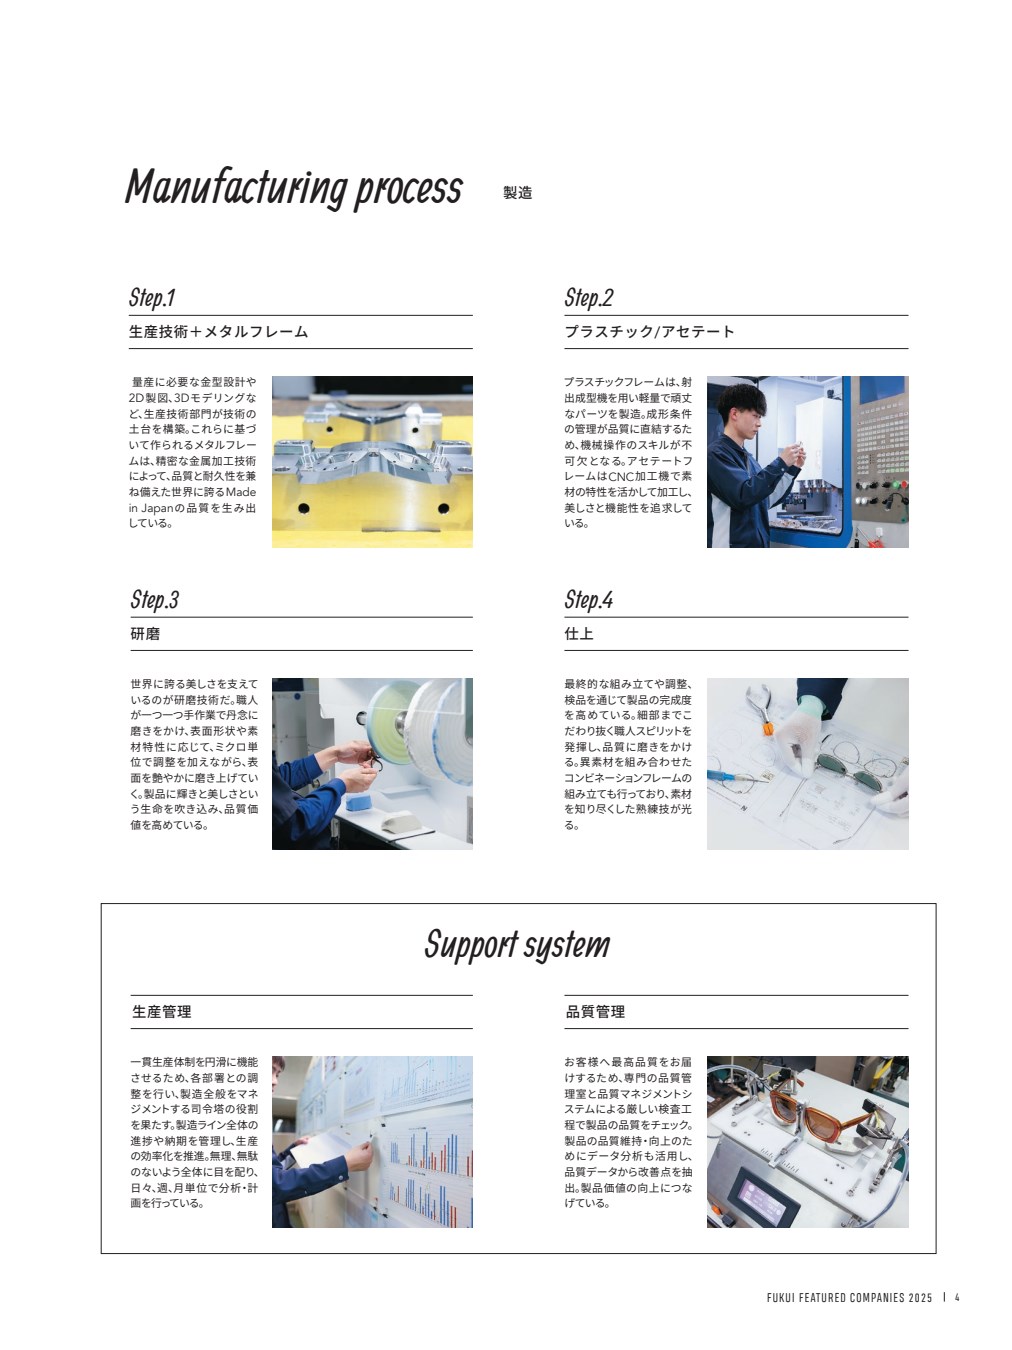 Manufacturing process 製造
Step.1
生産技術＋メタルフレーム
量産に必要な金型設計や
2D製図、3Dモデリングな
ど、生産技術部門が技術の
土台を構築。これらに基づ
いて作られるメタルフレー
ムは、精密な金属加工技術
によって、品質と耐久性を兼
ね備えた世界に誇るMade
in Japanの品質を生み出
している。
Step.2
プラスチック/アセテート
プラスチックフレームは、射
出成型機を用い軽量で頑丈
なパーツを製造。成形条件
の管理が品質に直結するた
め、機械操作のスキルが不
可欠となる。アセテートフ
レームはCNC加工機で素
材の特性を活かして加工し、
美しさと機能性を追求して
いる。
Step.3
研磨
世界に誇る美しさを支えて
いるのが研磨技術だ。職人
が一つ一つ手作業で丹念に
磨きをかけ、表面形状や素
材特性に応じて、ミクロ単
位で調整を加えながら、表
面を艶やかに磨き上げてい
く。製品に輝きと美しさとい
う生命を吹き込み、品質価
値を高めている。
Step.4
仕上
最終的な組み立てや調整、
検品を通じて製品の完成度
を高めている。細部までこ
だわり抜く職人スピリットを
発揮し、品質に磨きをかけ
る。異素材を組み合わせた
コンビネーションフレームの
組み立ても行っており、素材
を知り尽くした熟練技が光
る。
Support system
生産管理
一貫生産体制を円滑に機能
させるため、各部署との調
整を行い、製造全般をマネ
ジメントする司令塔の役割
を果たす。製造ライン全体の
進捗や納期を管理し、生産
の効率化を推進。無理、無駄
のないよう全体に目を配り、
日々、週、月単位で分析・計
画を行っている。
品質管理
お客様へ最高品質をお届
けするため、専門の品質管
理室と品質マネジメントシ
ステムによる厳しい検査工
程で製品の品質をチェック。
製品の品質維持・向上のた
めにデータ分析も活用し、
品質データから改善点を抽
出。製品価値の向上につな
げている。
FUKUI FEATURED COMPANIES 2025 | 4